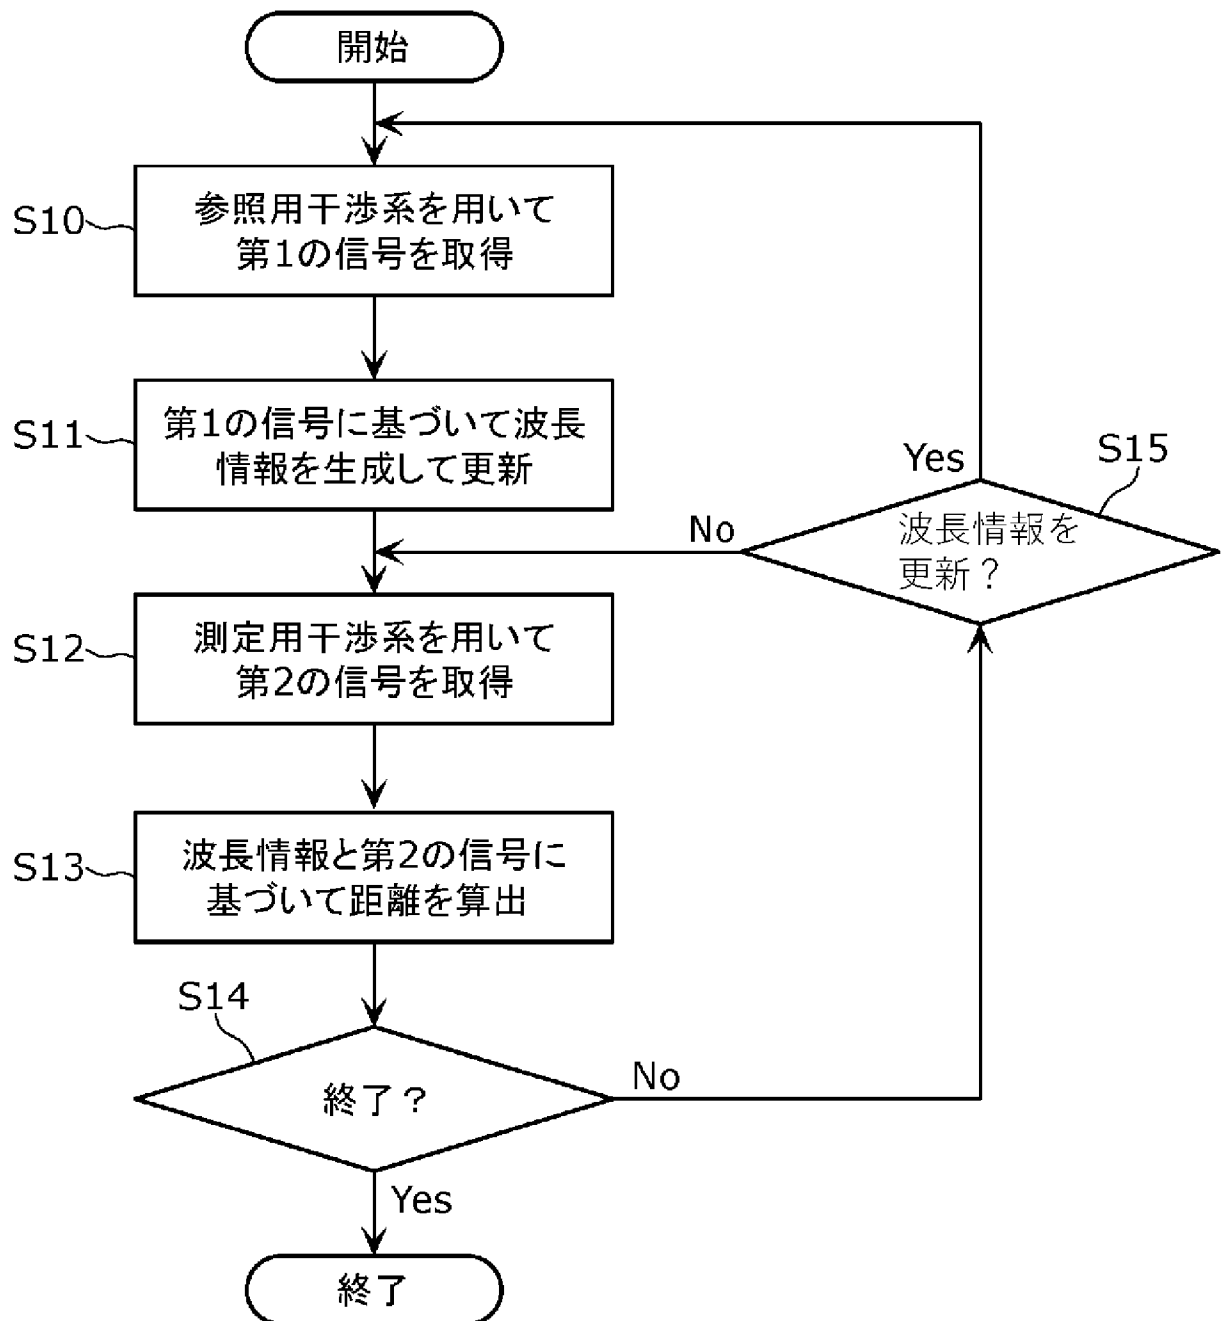 開始
S10
参照用干渉系を用いて
第1の信号を取得
S11
第1の信号に基づいて波長
情報を生成して更新
Yes
S15
No
波長情報を
更新？
S12
測定用干渉系を用いて
第2の信号を取得
S13
波長情報と第2の信号に
基づいて距離を算出
S14
終了？
No
Yes
終了